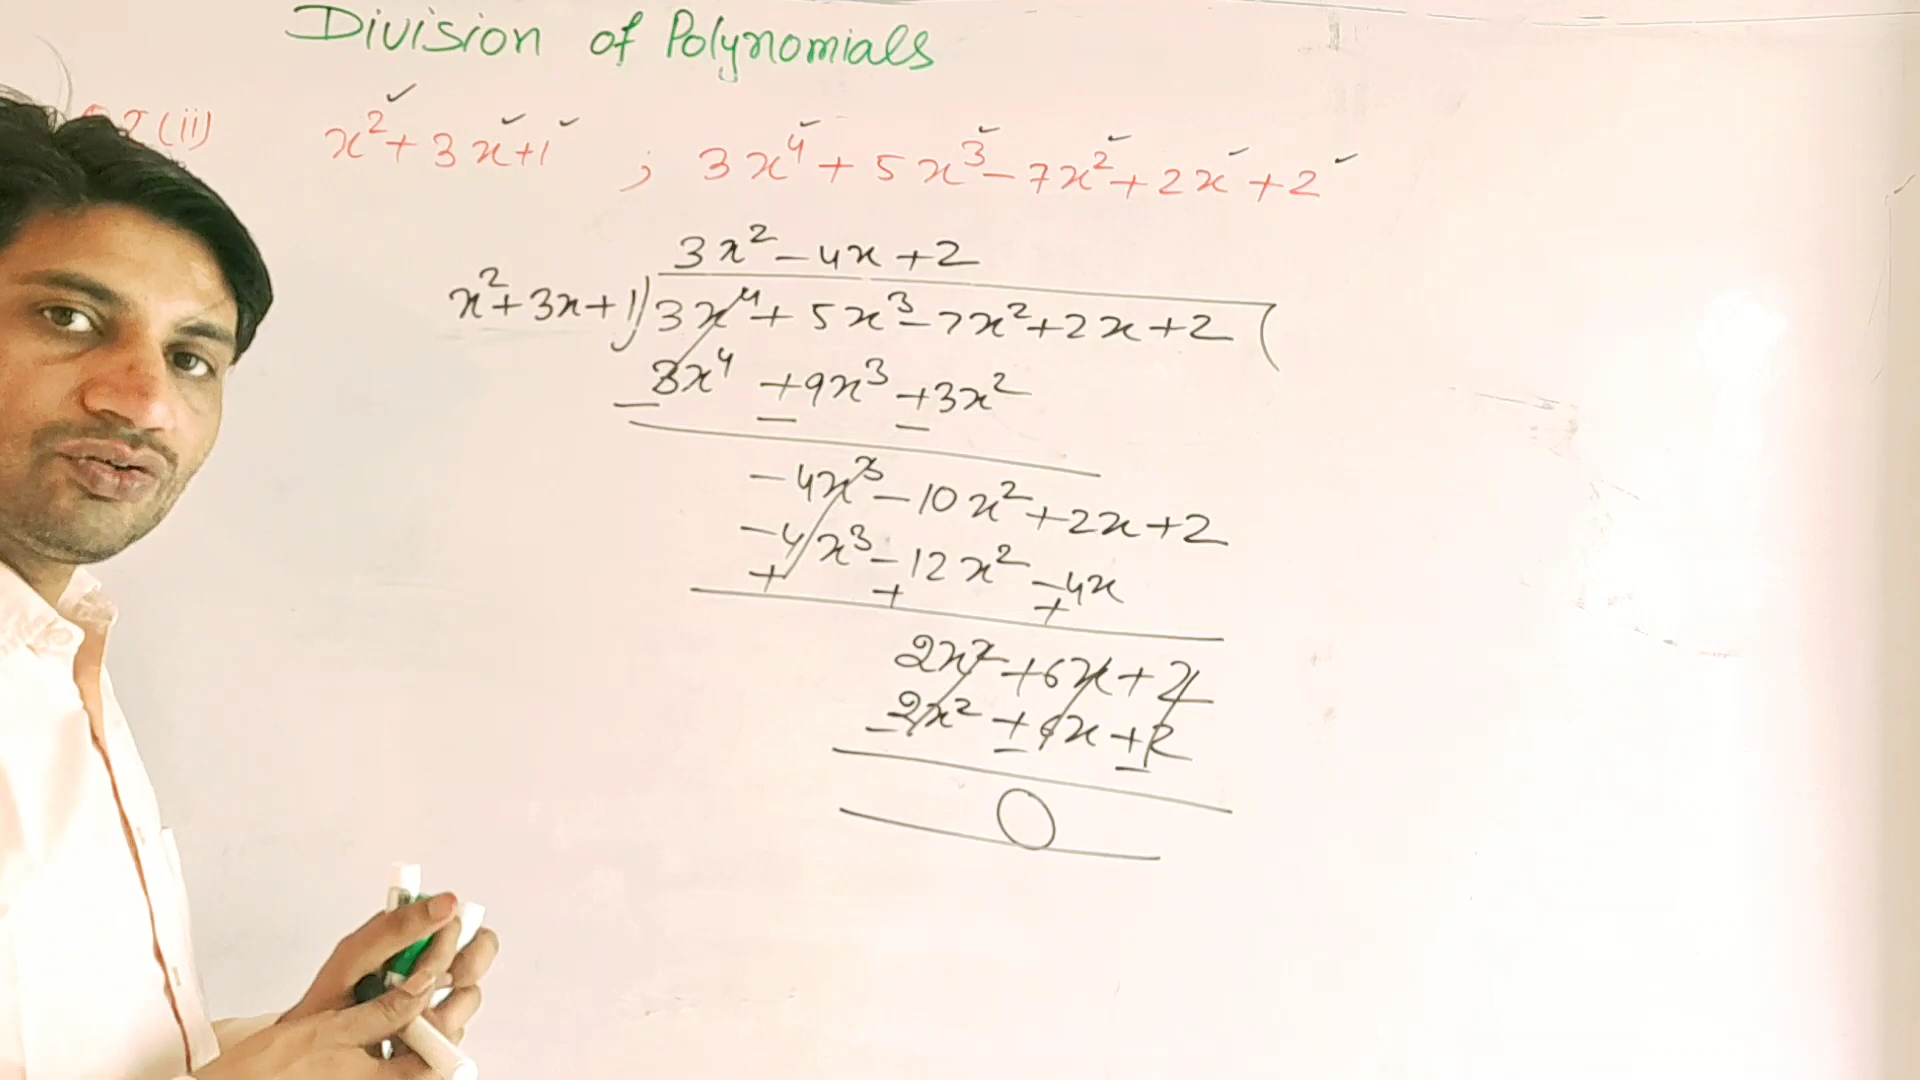 Division of Polynomials
(ii) x²+3x+1 ; 3x⁴+5x³-7x²+2x+2
3x²-4x+2
x²+3x+1)3x⁴+5x³-7x²+2x+2(
3x⁴+9x³+3x²
- - -
-4x³-10x²+2x+2
-4x³-12x²-4x
+ + +
2x²+6x+2
2x²+6x+2
- - -
0